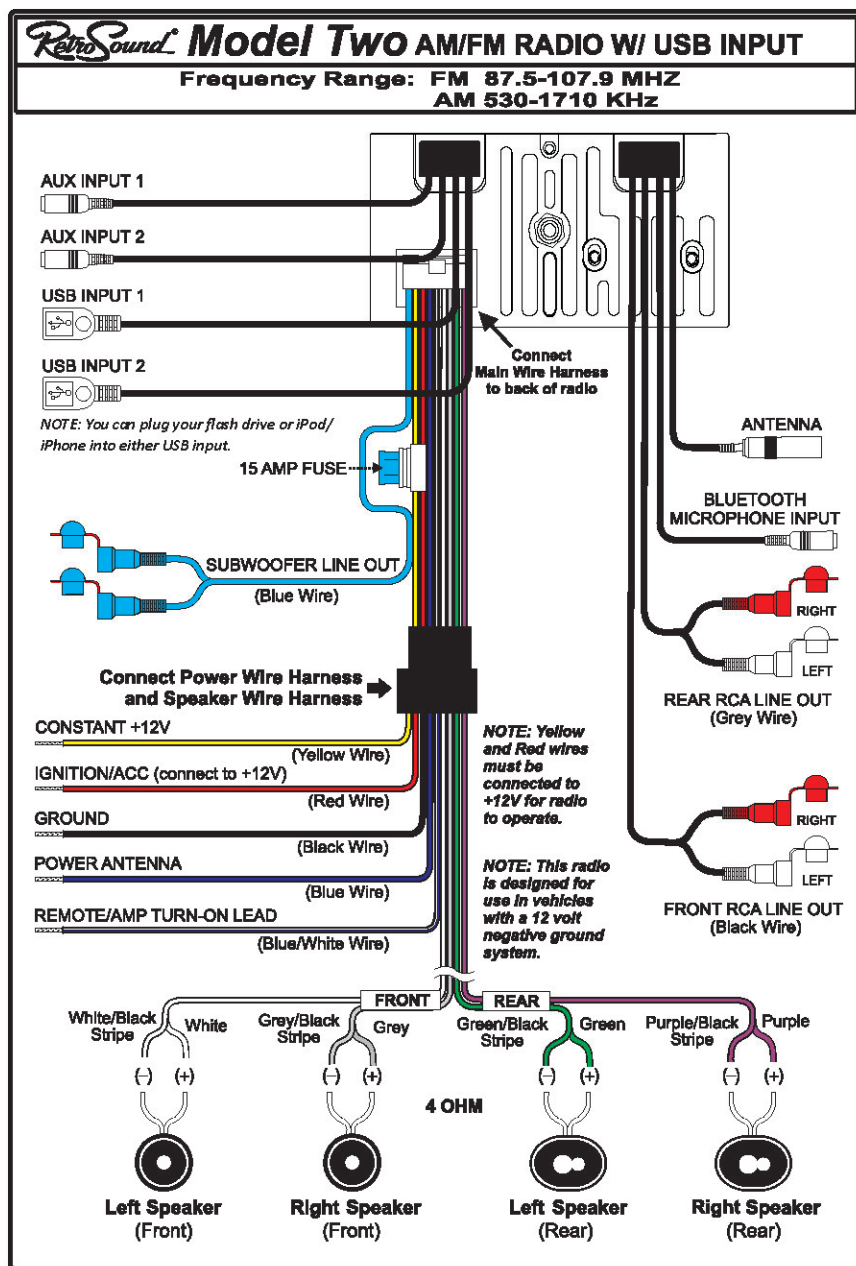 RetroSound® Model Two AM/FM RADIO W/ USB INPUT
Frequency Range: FM 87.5-107.9 MHZ
AM 530-1710 KHz
AUX INPUT 1
AUX INPUT 2
USB INPUT 1
USB INPUT 2
NOTE: You can plug your flash drive or iPod/
iPhone into either USB input.
Connect
Main Wire Harness
to back of radio
15 AMP FUSE
ANTENNA
BLUETOOTH
MICROPHONE INPUT
SUBWOOFER LINE OUT
(Blue Wire)
RIGHT
LEFT
REAR RCA LINE OUT
(Grey Wire)
Connect Power Wire Harness
and Speaker Wire Harness
CONSTANT +12V
(Yellow Wire)
IGNITION/ACC (connect to +12V)
(Red Wire)
GROUND
(Black Wire)
POWER ANTENNA
(Blue Wire)
REMOTE/AMP TURN-ON LEAD
(Blue/White Wire)
NOTE: Yellow
and Red wires
must be
connected to
+12V for radio
to operate.
NOTE: This radio
is designed for
use in vehicles
with a 12 volt
negative ground
system.
RIGHT
LEFT
FRONT RCA LINE OUT
(Black Wire)
FRONT
REAR
White/Black
Stripe
White
Grey/Black
Stripe
Grey
Green/Black
Stripe
Green
Purple/Black
Stripe
Purple
(–) (+)
(–) (+)
(–) (+)
(–) (+)
4 OHM
Left Speaker
(Front)
Right Speaker
(Front)
Left Speaker
(Rear)
Right Speaker
(Rear)